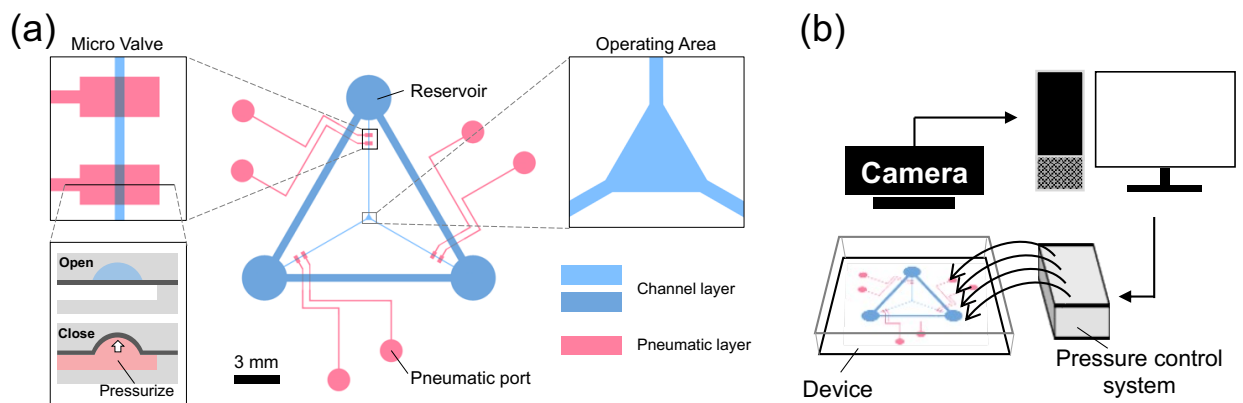 (a)
Micro Valve
Operating Area
Reservoir
Open
Close
Pressurize
3 mm
Pneumatic port
Channel layer
Pneumatic layer
(b)
Camera
Device
Pressure control
system